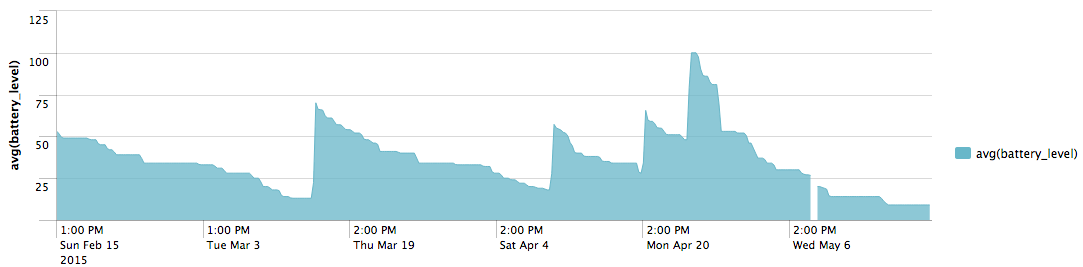 125
100
75
50
25
avg(battery_level)
1:00 PM
Sun Feb 15
2015
1:00 PM
Tue Mar 3
2:00 PM
Thu Mar 19
2:00 PM
Sat Apr 4
2:00 PM
Mon Apr 20
2:00 PM
Wed May 6
avg(battery_level)